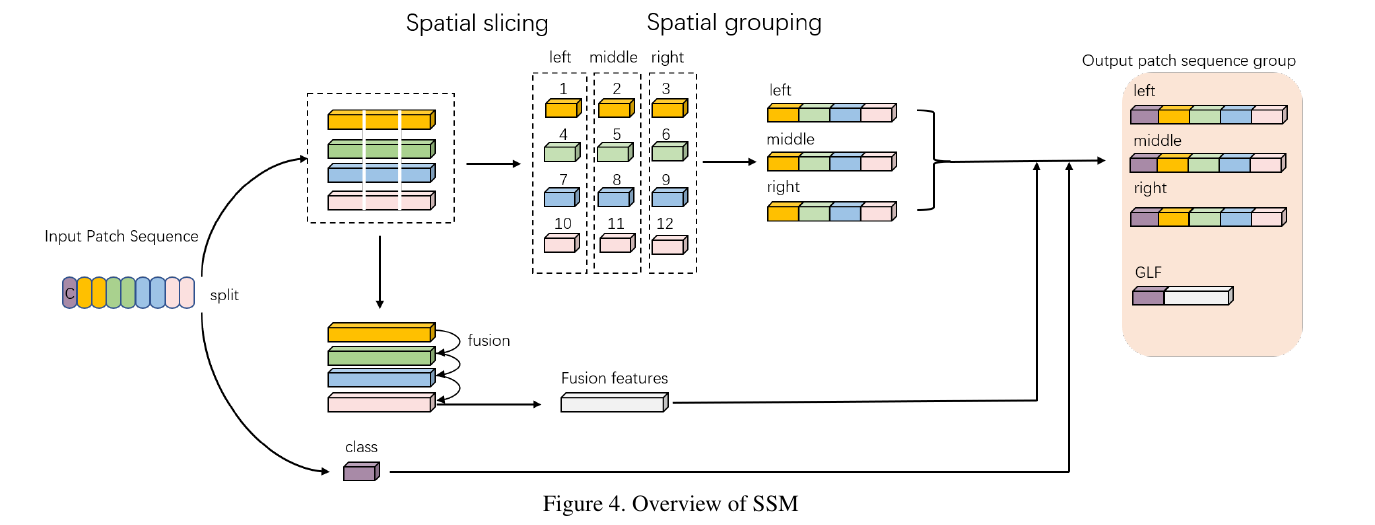 Spatial slicing
Spatial grouping
left middle right
1 2 3
4 5 6
7 8 9
10 11 12
left
middle
right
Output patch sequence group
left
middle
right
GLF
Input Patch Sequence
C
split
fusion
Fusion features
class
Figure 4. Overview of SSM